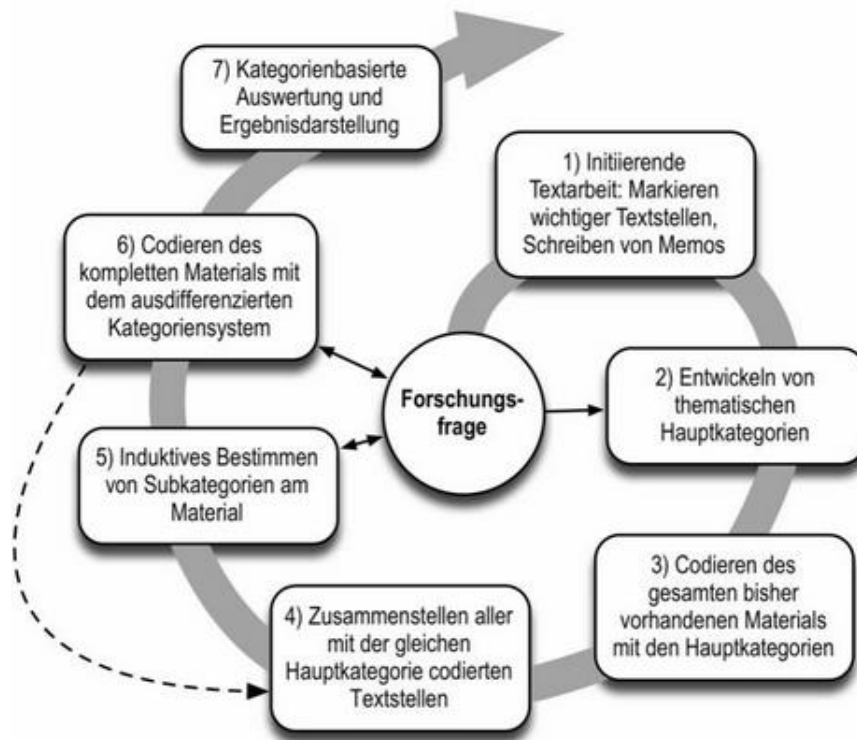 7) Kategorienbasierte
Auswertung und
Ergebnisdarstellung
1) Initiierende
Textarbeit: Markieren
wichtiger Textstellen,
Schreiben von Memos
6) Codieren des
kompletten Materials mit
dem ausdifferenzierten
Kategoriensystem
Forschungs-
frage
2) Entwickeln von
thematischen
Hauptkategorien
5) Induktives Bestimmen
von Subkategorien am
Material
3) Codieren des
gesamten bisher
vorhandenen Materials
mit den Hauptkategorien
4) Zusammenstellen aller
mit der gleichen
Hauptkategorie codierten
Textstellen